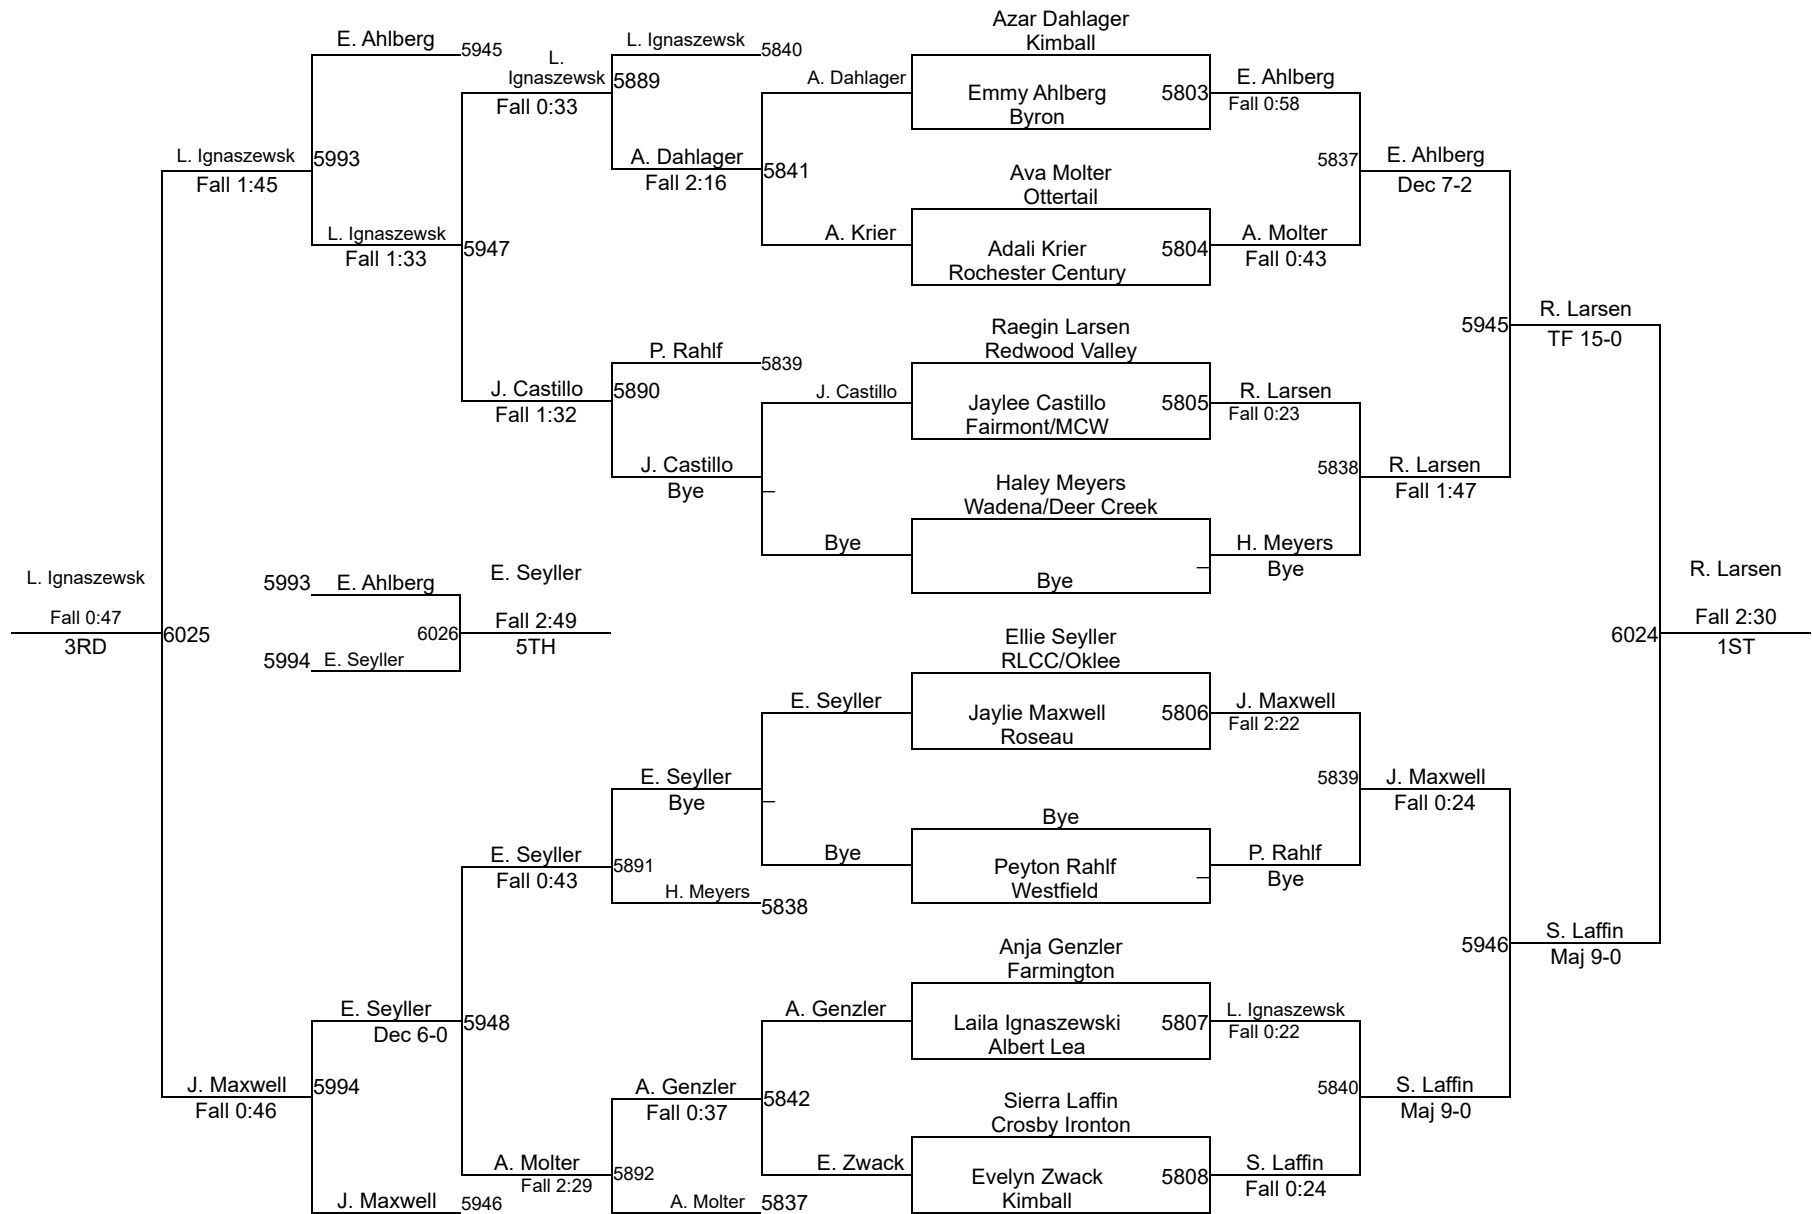 Azar Dahlager
Kimball
E. Ahlberg
5945
L.
Ignaszewsk
5889
Fall 0:33
L. Ignaszewsk
5840
A. Dahlager
Emmy Ahlberg
5803
Byron
E. Ahlberg
Fall 0:58
L. Ignaszewsk
5993
Fall 1:45
A. Dahlager
5841
Fall 2:16
Ava Molter
Ottertail
5837
E. Ahlberg
Dec 7-2
L. Ignaszewsk
5947
Fall 1:33
A. Krier
Adali Krier
5804
Rochester Century
A. Molter
Fall 0:43
Raegin Larsen
Redwood Valley
5945
R. Larsen
TF 15-0
P. Rahlf
5839
J. Castillo
5890
Fall 1:32
J. Castillo
Jaylee Castillo
5805
Fairmont/MCW
R. Larsen
Fall 0:23
J. Castillo
Bye
–
Haley Meyers
Wadena/Deer Creek
5838
R. Larsen
Fall 1:47
Bye
Bye
–
H. Meyers
Bye
L. Ignaszewsk
Fall 0:47
3RD
6025
5993
E. Ahlberg
5994
E. Seyller
6026
E. Seyller
Fall 2:49
5TH
6024
R. Larsen
Fall 2:30
1ST
Ellie Seyller
RLCC/Oklee
E. Seyller
Jaylie Maxwell
5806
Roseau
J. Maxwell
Fall 2:22
E. Seyller
Bye
–
5839
J. Maxwell
Fall 0:24
Bye
E. Seyller
5891
Fall 0:43
H. Meyers
5838
Bye
Peyton Rahlf
Westfield
–
P. Rahlf
Bye
Anja Genzler
Farmington
5946
S. Laffin
Maj 9-0
E. Seyller
5948
Dec 6-0
A. Genzler
Laila Ignaszewski
5807
Albert Lea
L. Ignaszewsk
Fall 0:22
J. Maxwell
5994
Fall 0:46
A. Genzler
5842
Fall 0:37
Sierra Laffin
Crosby Ironton
5840
S. Laffin
Maj 9-0
A. Molter
5892
Fall 2:29
E. Zwack
Evelyn Zwack
5808
Kimball
S. Laffin
Fall 0:24
J. Maxwell
5946
A. Molter
5837